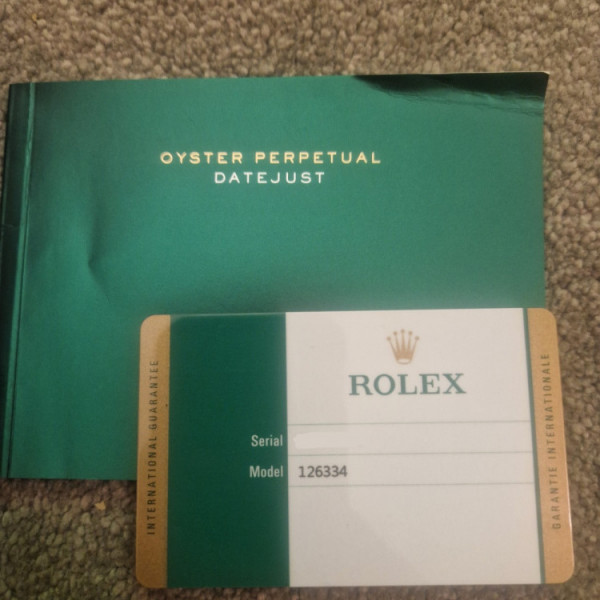 OYSTER PERPETUAL
DATEJUST
INTERNATIONAL GUARANTEE
ROLEX
Serial
Model 126334
GARANTIE INTERNATIONALE